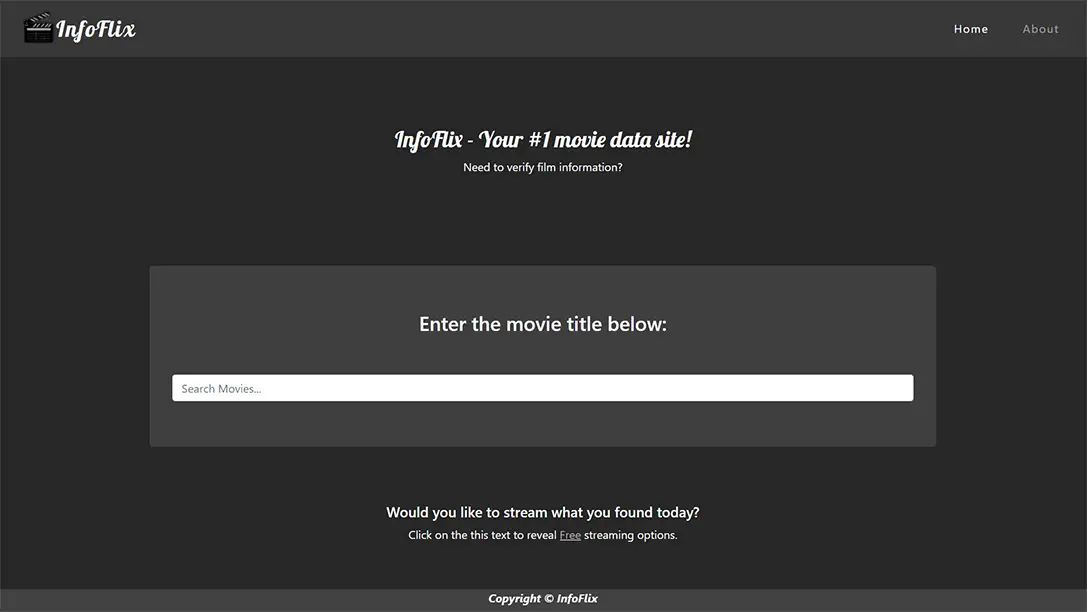 InfoFlix
Home
About
InfoFlix - Your #1 movie data site!
Need to verify film information?
Enter the movie title below:
Search Movies...
Would you like to stream what you found today?
Click on the this text to reveal Free streaming options.
Copyright © InfoFlix